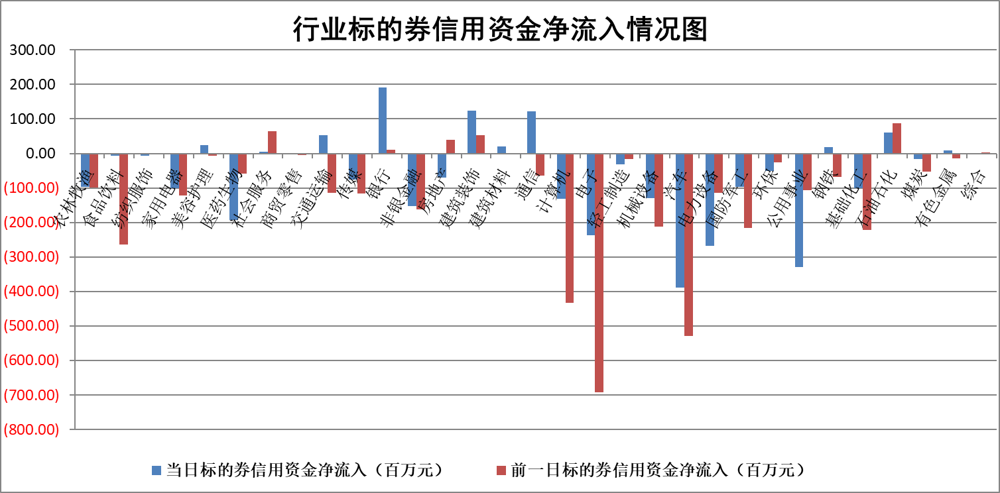 行业标的券信用资金净流入情况图
300.00
200.00
100.00
0.00
(100.00)
(200.00)
(300.00)
(400.00)
(500.00)
(600.00)
(700.00)
(800.00)
农林牧渔
食品饮料
纺织服饰
家用电器
美容护理
医药生物
社会服务
商贸零售
交通运输
传媒
银行
非银金融
房地产
建筑装饰
建筑材料
通信
计算机
电子
轻工制造
机械设备
汽车
电力设备
国防军工
环保
公用事业
钢铁
基础化工
石油石化
煤炭
有色金属
综合
当日标的券信用资金净流入（百万元）
前一日标的券信用资金净流入（百万元）